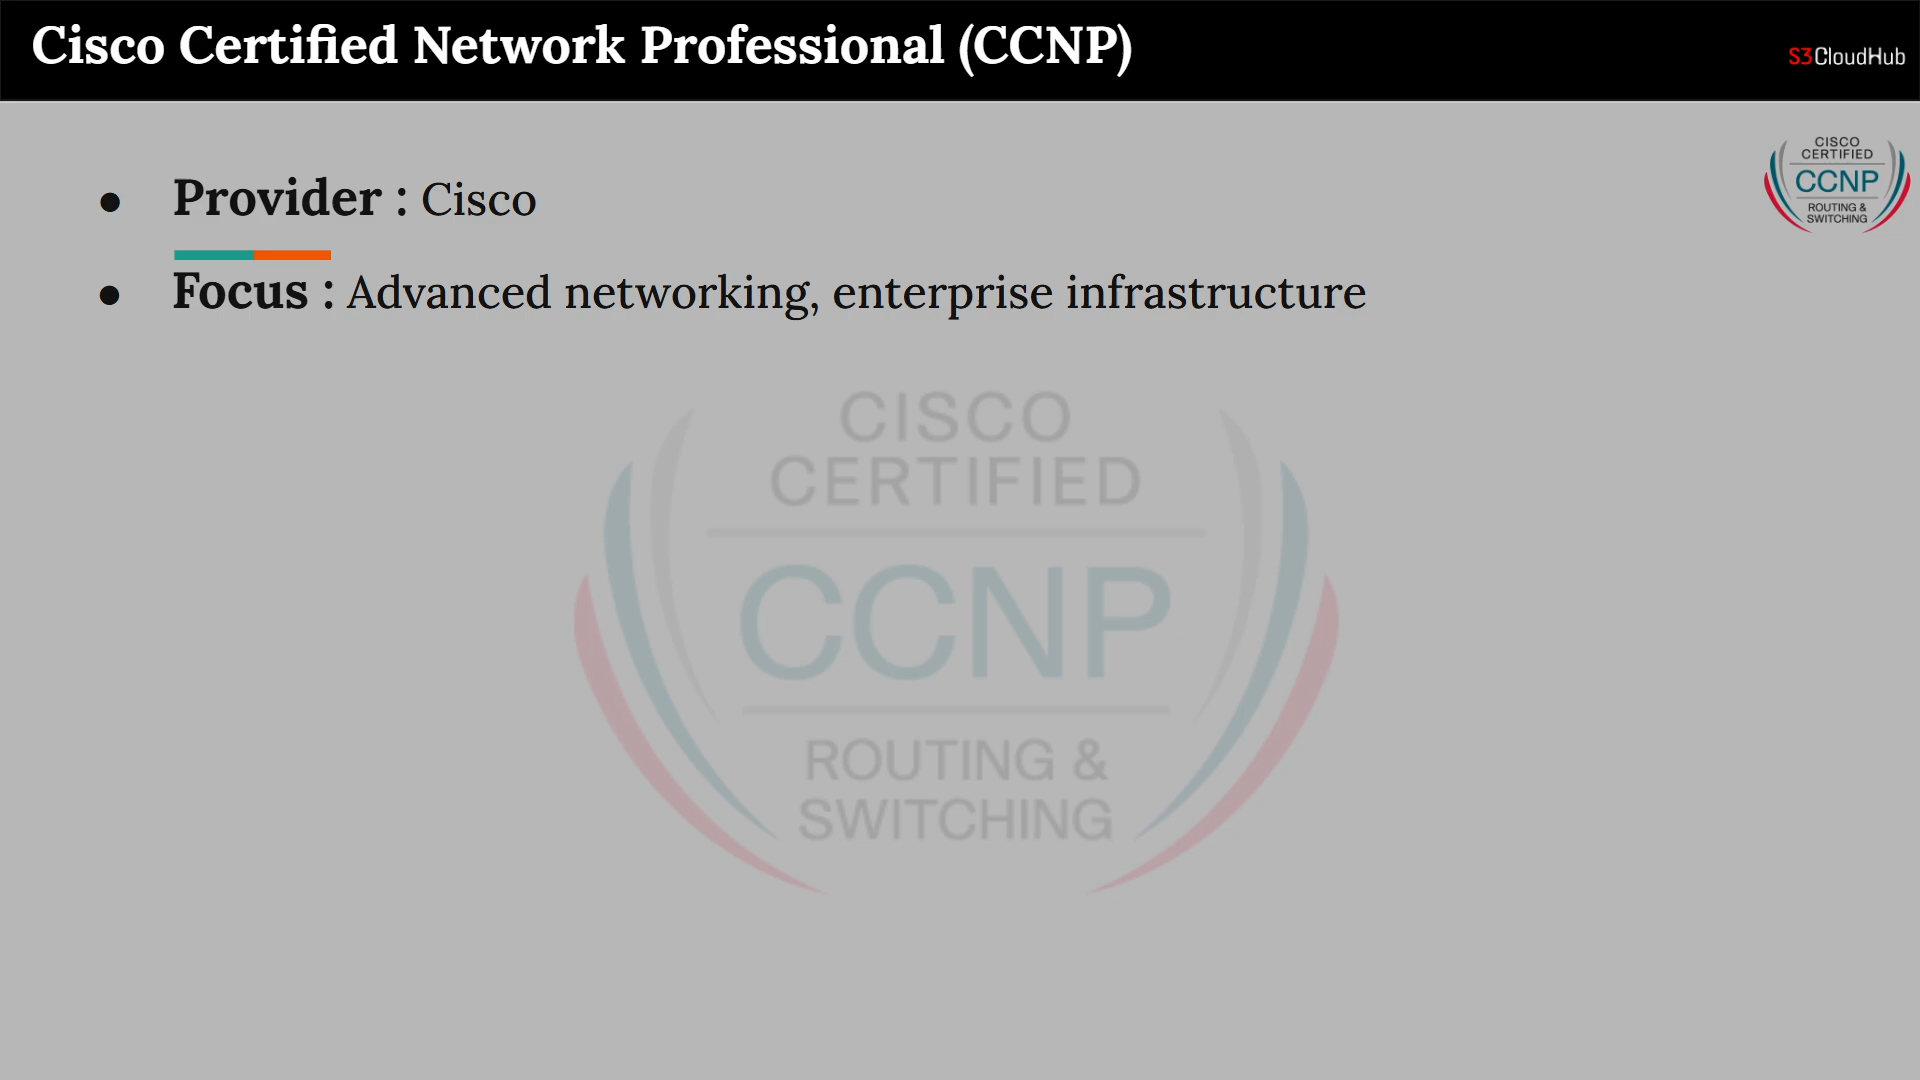 Cisco Certified Network Professional (CCNP)
S3CloudHub
CISCO
CERTIFIED
CCNP
ROUTING &
SWITCHING
● Provider : Cisco
● Focus : Advanced networking, enterprise infrastructure
CISCO
CERTIFIED
CCNP
ROUTING &
SWITCHING